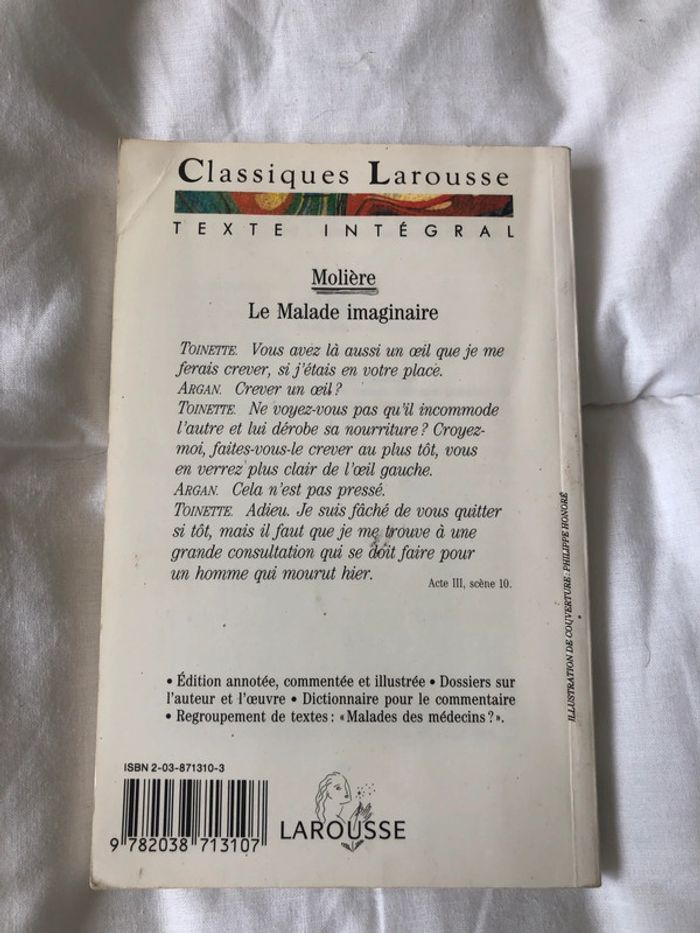 Classiques Larousse
TEXTE INTÉGRAL
Molière
Le Malade imaginaire
TOINETTE. Vous avez là aussi un œil que je me
ferais crever, si j'étais en votre place.
ARGAN. Crever un œil ?
TOINETTE. Ne voyez-vous pas qu'il incommode
l'autre et lui dérobe sa nourriture ? Croyez-
moi, faites-vous-le crever au plus tôt, vous
en verrez plus clair de l'œil gauche.
ARGAN. Cela n'est pas pressé.
TOINETTE. Adieu. Je suis fâché de vous quitter
si tôt, mais il faut que je me trouve à une
grande consultation qui se doit faire pour
un homme qui mourut hier.
Acte III, scène 10.
• Édition annotée, commentée et illustrée • Dossiers sur
l'auteur et l'œuvre • Dictionnaire pour le commentaire
• Regroupement de textes : « Malades des médecins ? ».
ISBN 2-03-871310-3
9 782038 713107
LAROUSSE
ILLUSTRATION DE COUVERTURE : PHILIPPE HONORÉ